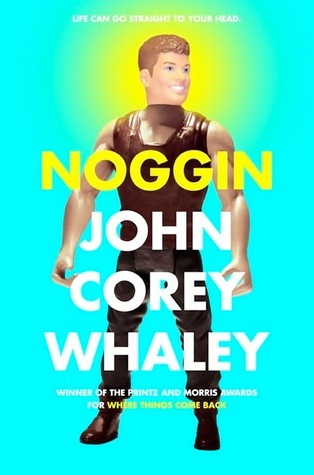 LIFE CAN GO STRAIGHT TO YOUR HEAD.
NOGGIN
JOHN
COREY
WHALEY
WINNER OF THE PRINTZ AND MORRIS AWARDS
FOR WHERE THINGS COME BACK